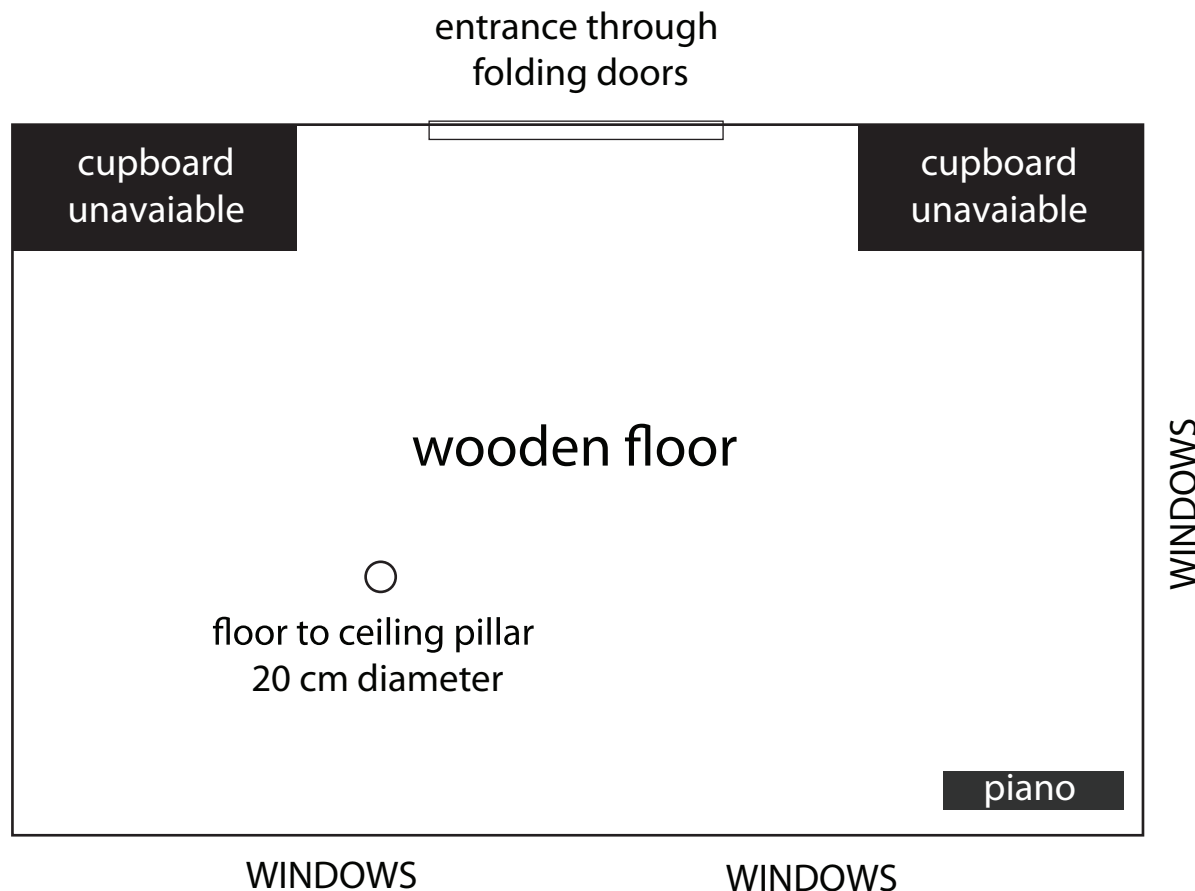 entrance through
folding doors
cupboard
unavaiable
cupboard
unavaiable
wooden floor
WINDOWS
floor to ceiling pillar
20 cm diameter
piano
WINDOWS
WINDOWS